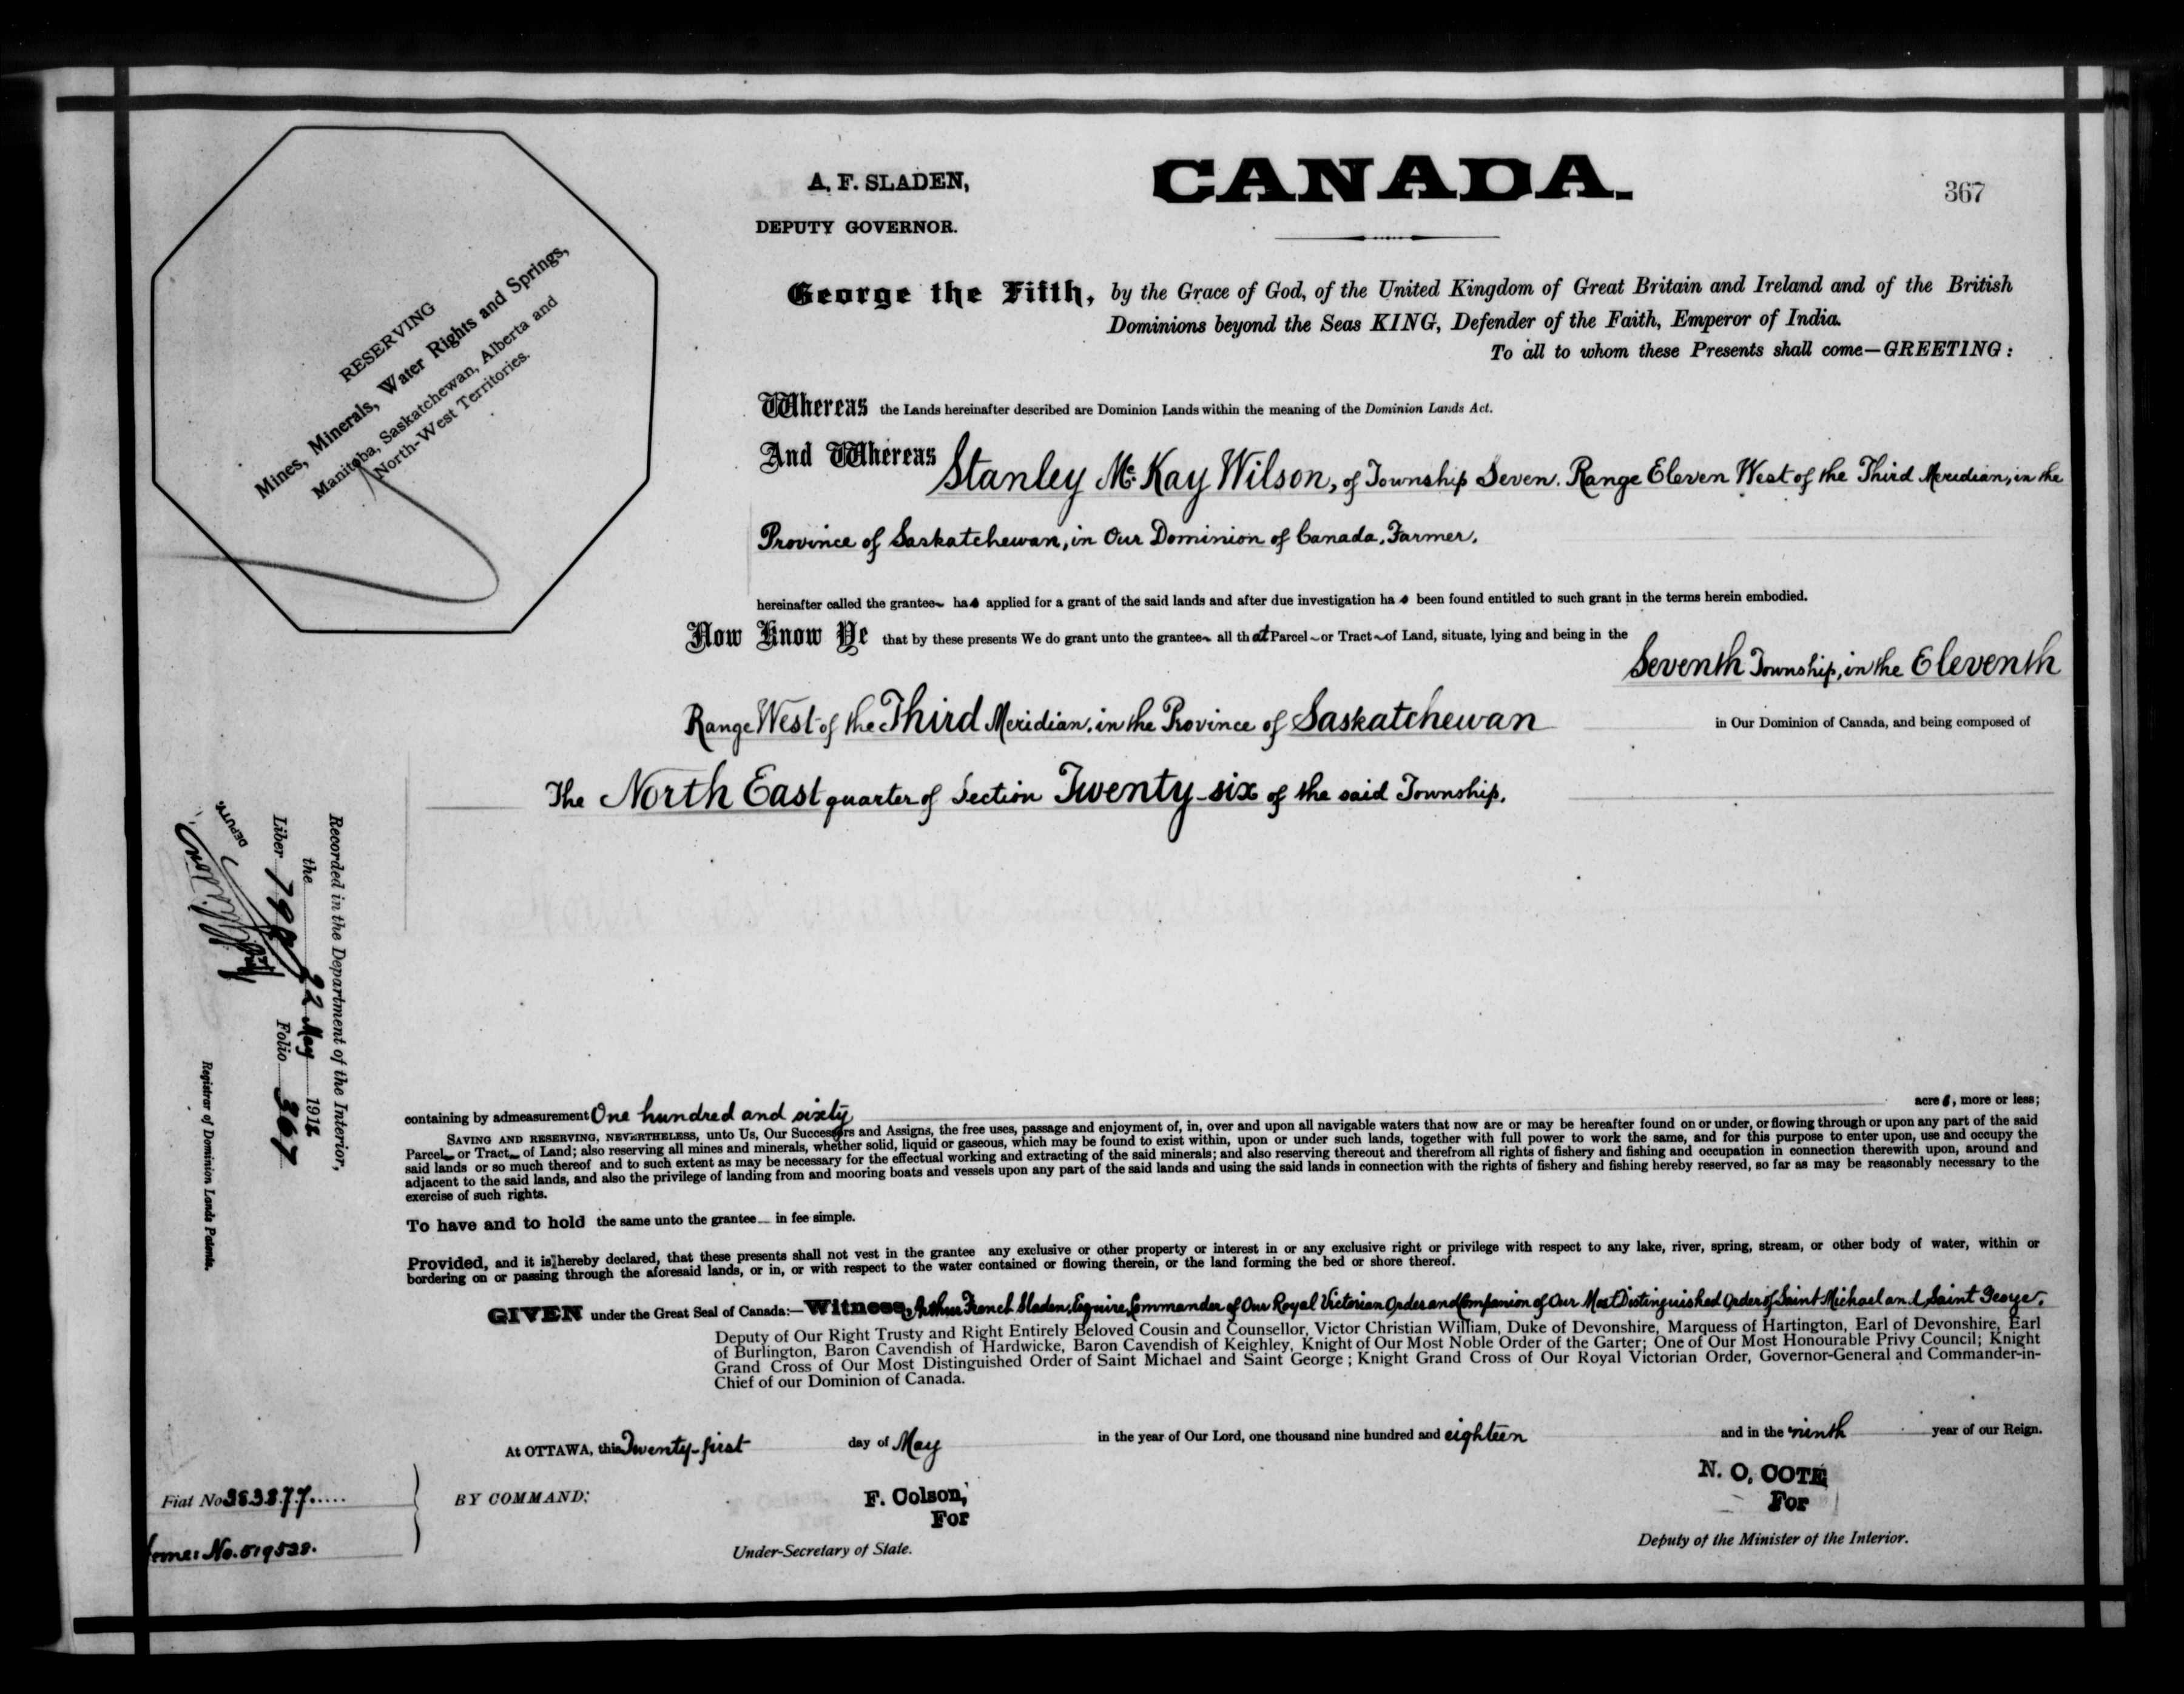 A. F. SLADEN,
DEPUTY GOVERNOR.
CANADA.
367
RESERVING
Mines, Minerals, Water Rights and Springs,
Manitoba, Saskatchewan, Alberta and
North-West Territories.
George the Fifth, by the Grace of God, of the United Kingdom of Great Britain and Ireland and of the British
Dominions beyond the Seas KING, Defender of the Faith, Emperor of India.
To all to whom these Presents shall come—GREETING:
Whereas the Lands hereinafter described are Dominion Lands within the meaning of the Dominion Lands Act.
And Whereas Stanley Mc Kay Wilson, of Township Seven. Range Eleven West of the Third Meridian, in the
Province of Saskatchewan, in Our Dominion of Canada, Farmer,
hereinafter called the grantee has applied for a grant of the said lands and after due investigation has been found entitled to such grant in the terms herein embodied.
Now Know Ye that by these presents We do grant unto the grantee all that Parcel or Tract of Land, situate, lying and being in the
Seventh Township, in the Eleventh
Range West of the Third Meridian, in the Province of Saskatchewan in Our Dominion of Canada, and being composed of
The North East quarter of Section Twenty-six of the said Township.
Recorded in the Department of the Interior,
the 22 May 1918
Liber 790 Folio 367
DEPUTY
Registrar of Dominion Lands Patents.
containing by admeasurement One hundred and sixty acres, more or less;
SAVING AND RESERVING, NEVERTHELESS, unto Us, Our Successors and Assigns, the free uses, passage and enjoyment of, in, over and upon all navigable waters that now are or may be hereafter found on or under, or flowing through or upon any part of the said
Parcel or Tract of Land; also reserving all mines and minerals, whether solid, liquid or gaseous, which may be found to exist within, upon or under such lands, together with full power to work the same, and for this purpose to enter upon, use and occupy the
said lands or so much thereof and to such extent as may be necessary for the effectual working and extracting of the said minerals; and also reserving thereout and therefrom all rights of fishery and fishing and occupation in connection therewith upon, around and
adjacent to the said lands, and also the privilege of landing from and mooring boats and vessels upon any part of the said lands and using the said lands in connection with the rights of fishery and fishing hereby reserved, so far as may be reasonably necessary to the
exercise of such rights.
To have and to hold the same unto the grantee in fee simple.
Provided, and it is hereby declared, that these presents shall not vest in the grantee any exclusive or other property or interest in or any exclusive right or privilege with respect to any lake, river, spring, stream, or other body of water, within or
bordering on or passing through the aforesaid lands, or in, or with respect to the water contained or flowing therein, or the land forming the bed or shore thereof.
GIVEN under the Great Seal of Canada:—Witness, Arthur French Sladen, Esquire, Commander of Our Royal Victorian Order and Companion of Our Most Distinguished Order of Saint Michael and Saint George,
Deputy of Our Right Trusty and Right Entirely Beloved Cousin and Counsellor, Victor Christian William, Duke of Devonshire, Marquess of Hartington, Earl of Devonshire, Earl
of Burlington, Baron Cavendish of Hardwicke, Baron Cavendish of Keighley, Knight of Our Most Noble Order of the Garter; One of Our Most Honourable Privy Council; Knight
Grand Cross of Our Most Distinguished Order of Saint Michael and Saint George; Knight Grand Cross of Our Royal Victorian Order, Governor-General and Commander-in-
Chief of our Dominion of Canada.
At OTTAWA, this Twenty-first day of May in the year of Our Lord, one thousand nine hundred and eighteen and in the ninth year of our Reign.
Fiat No 383877
BY COMMAND:
F. Colson,
For
Under-Secretary of State.
N. O. COTE
For
Deputy of the Minister of the Interior.
No. 519528.